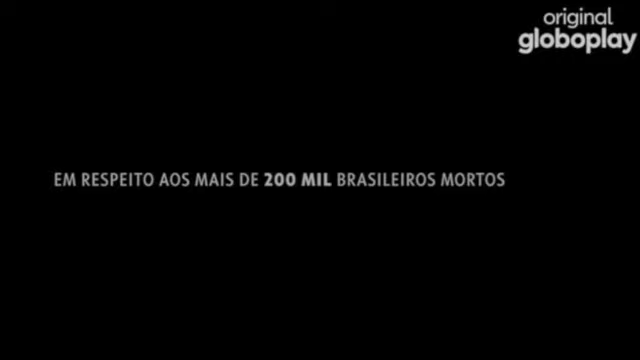 original
globoplay
EM RESPEITO AOS MAIS DE 200 MIL BRASILEIROS MORTOS